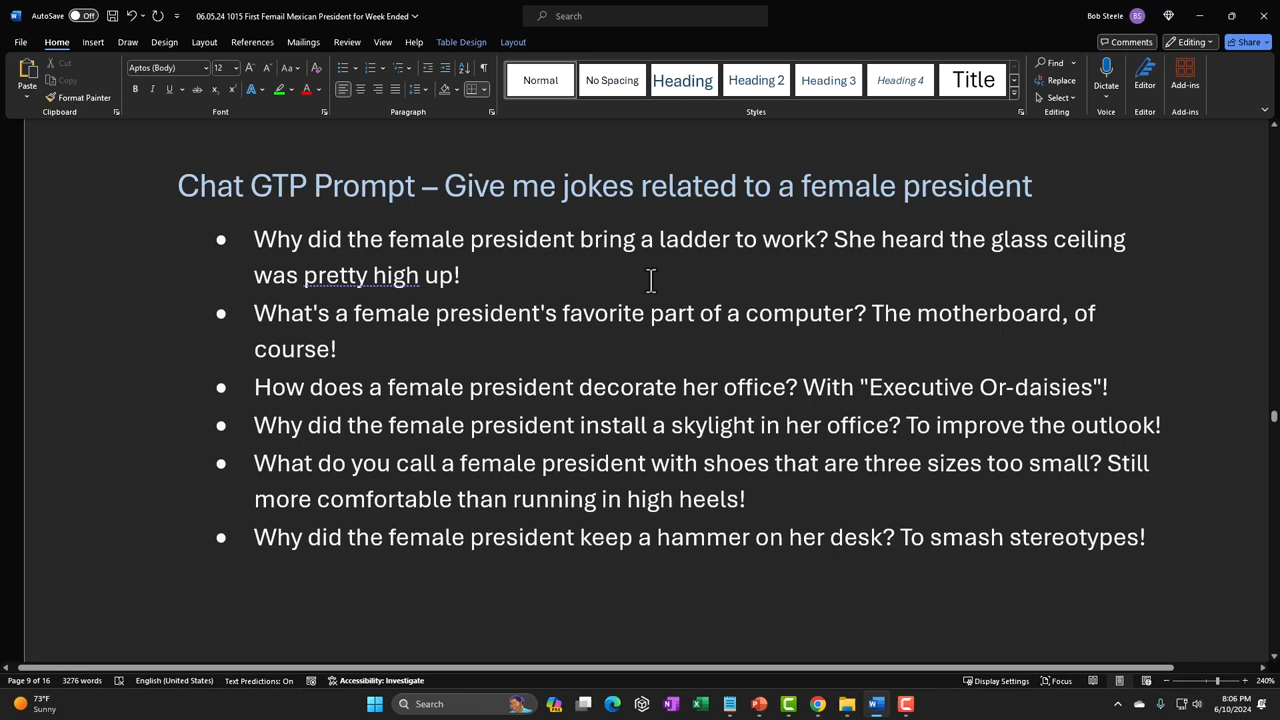 AutoSave Off 06.05.24 1015 First Femail Mexican President for Week Ended Search Bob Steele BS
File Home Insert Draw Design Layout References Mailings Review View Help Table Design Layout Comments Editing Share
Paste Cut Copy Format Painter
Aptos (Body) 12
Normal No Spacing Heading Heading 2 Heading 3 Heading 4 Title
Find Replace Select Dictate Editor Add-ins
Clipboard Font Paragraph Styles Editing Voice Editor Add-ins
Chat GTP Prompt – Give me jokes related to a female president
• Why did the female president bring a ladder to work? She heard the glass ceiling
was pretty high up!
• What's a female president's favorite part of a computer? The motherboard, of
course!
• How does a female president decorate her office? With "Executive Or-daisies"!
• Why did the female president install a skylight in her office? To improve the outlook!
• What do you call a female president with shoes that are three sizes too small? Still
more comfortable than running in high heels!
• Why did the female president keep a hammer on her desk? To smash stereotypes!
Page 9 of 16 3276 words English (United States) Text Predictions: On Accessibility: Investigate Display Settings Focus 240%
73°F
Sunny
Search
8:06 PM
6/10/2024